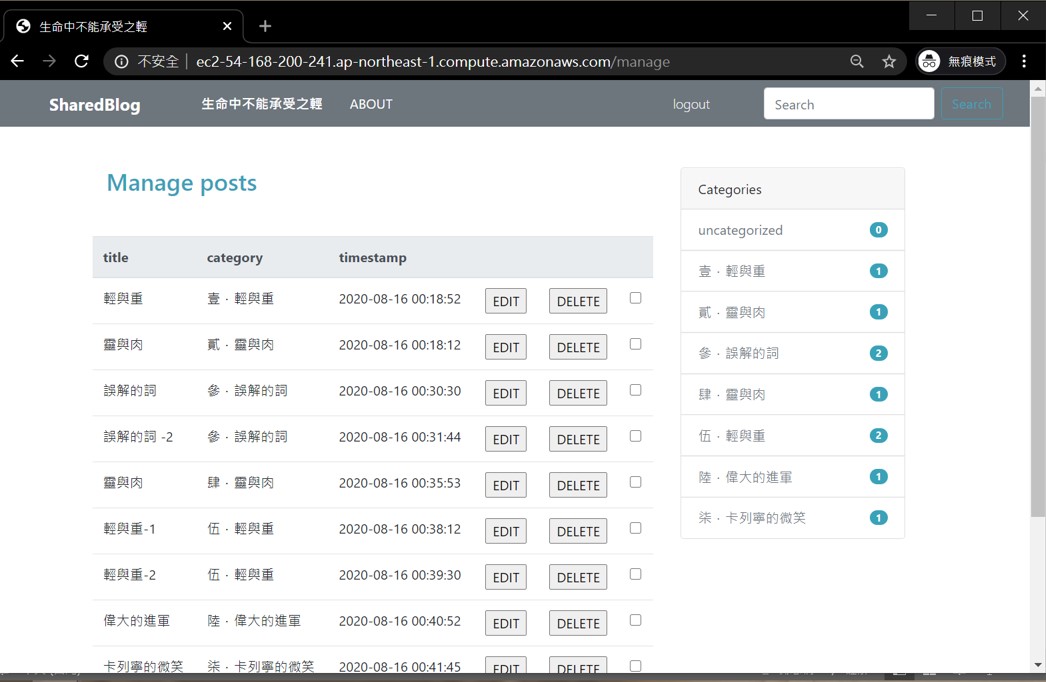 生命中不能承受之輕
不安全 ec2-54-168-200-241.ap-northeast-1.compute.amazonaws.com/manage 無痕模式
SharedBlog 生命中不能承受之輕 ABOUT logout Search Search
Manage posts
title category timestamp
輕與重 壹．輕與重 2020-08-16 00:18:52 EDIT DELETE
靈與肉 貳．靈與肉 2020-08-16 00:18:12 EDIT DELETE
誤解的詞 參．誤解的詞 2020-08-16 00:30:30 EDIT DELETE
誤解的詞 -2 參．誤解的詞 2020-08-16 00:31:44 EDIT DELETE
靈與肉 肆．靈與肉 2020-08-16 00:35:53 EDIT DELETE
輕與重-1 伍．輕與重 2020-08-16 00:38:12 EDIT DELETE
輕與重-2 伍．輕與重 2020-08-16 00:39:30 EDIT DELETE
偉大的進軍 陸．偉大的進軍 2020-08-16 00:40:52 EDIT DELETE
卡列寧的微笑 柒．卡列寧的微笑 2020-08-16 00:41:45 EDIT DELETE
Categories
uncategorized 0
壹．輕與重 1
貳．靈與肉 1
參．誤解的詞 2
肆．靈與肉 1
伍．輕與重 2
陸．偉大的進軍 1
柒．卡列寧的微笑 1